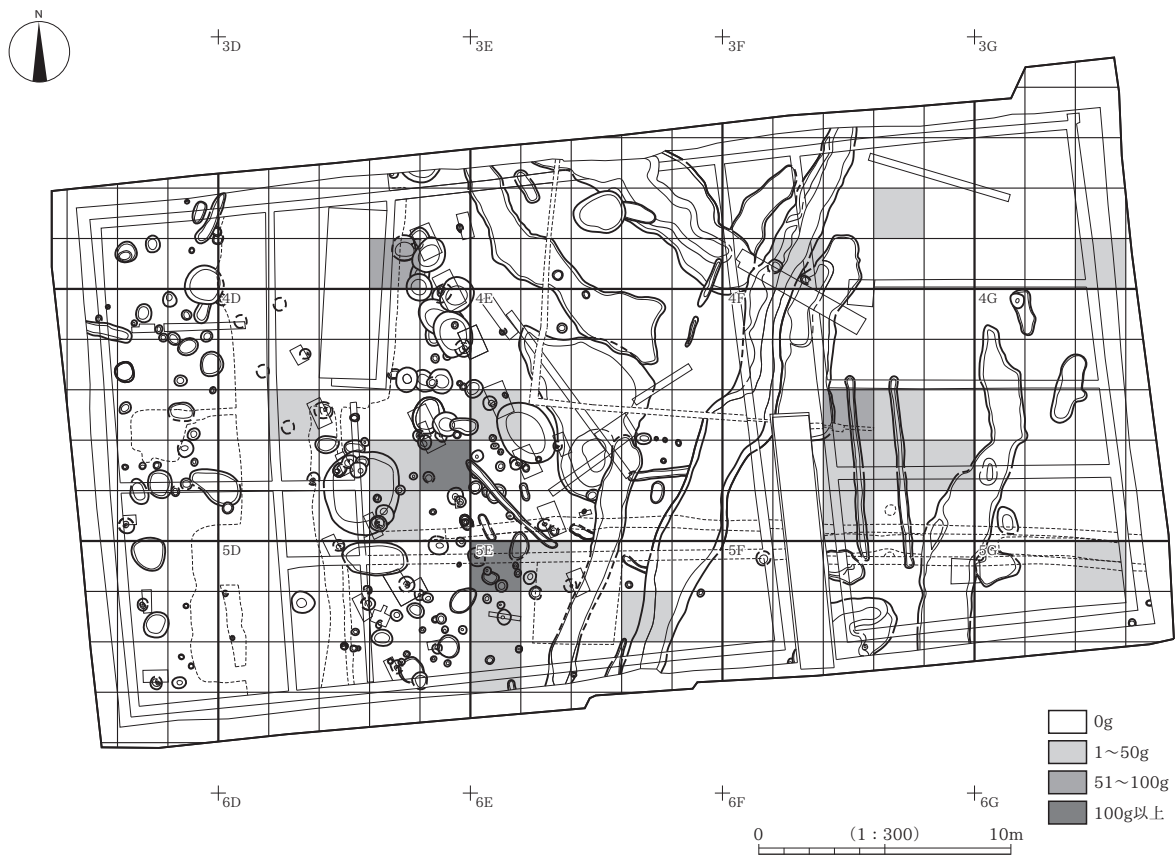 N
3D
3E
3F
3G
4D
4E
4F
4G
5D
5E
5F
5G
6D
6E
6F
6G
0g
1～50g
51～100g
100g以上
0 （1：300） 10m